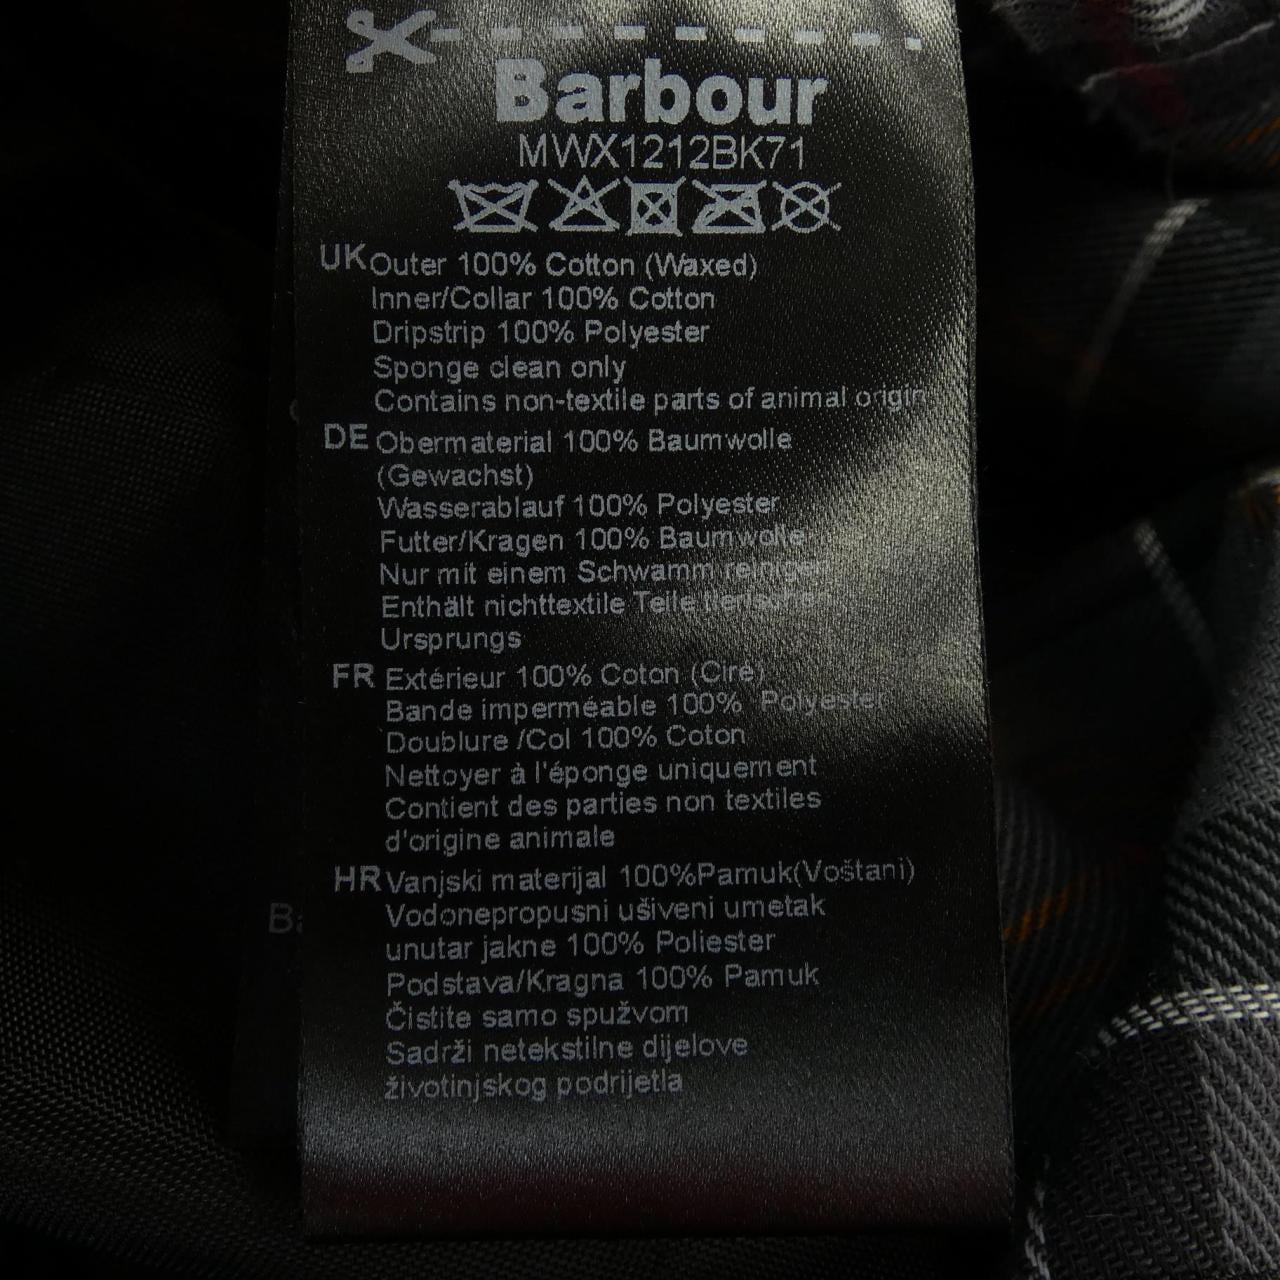 Barbour
MWX1212BK71
UK Outer 100% Cotton (Waxed)
Inner/Collar 100% Cotton
Dripstrip 100% Polyester
Sponge clean only
Contains non-textile parts of animal origin
DE Obermaterial 100% Baumwolle
(Gewachst)
Wasserablauf 100% Polyester
Futter/Kragen 100% Baumwolle
Nur mit einem Schwamm reinigen
Enthält nichttextile Teile tierischen
Ursprungs
FR Extérieur 100% Coton (Cire)
Bande imperméable 100% Polyester
Doublure /Col 100% Coton
Nettoyer à l'éponge uniquement
Contient des parties non textiles
d'origine animale
HR Vanjski materijal 100%Pamuk(Voštani)
Vodonepropusni ušiveni umetak
unutar jakne 100% Poliester
Podstava/Kragna 100% Pamuk
Čistite samo spužvom
Sadrži netekstilne dijelove
životinjskog podrijetla